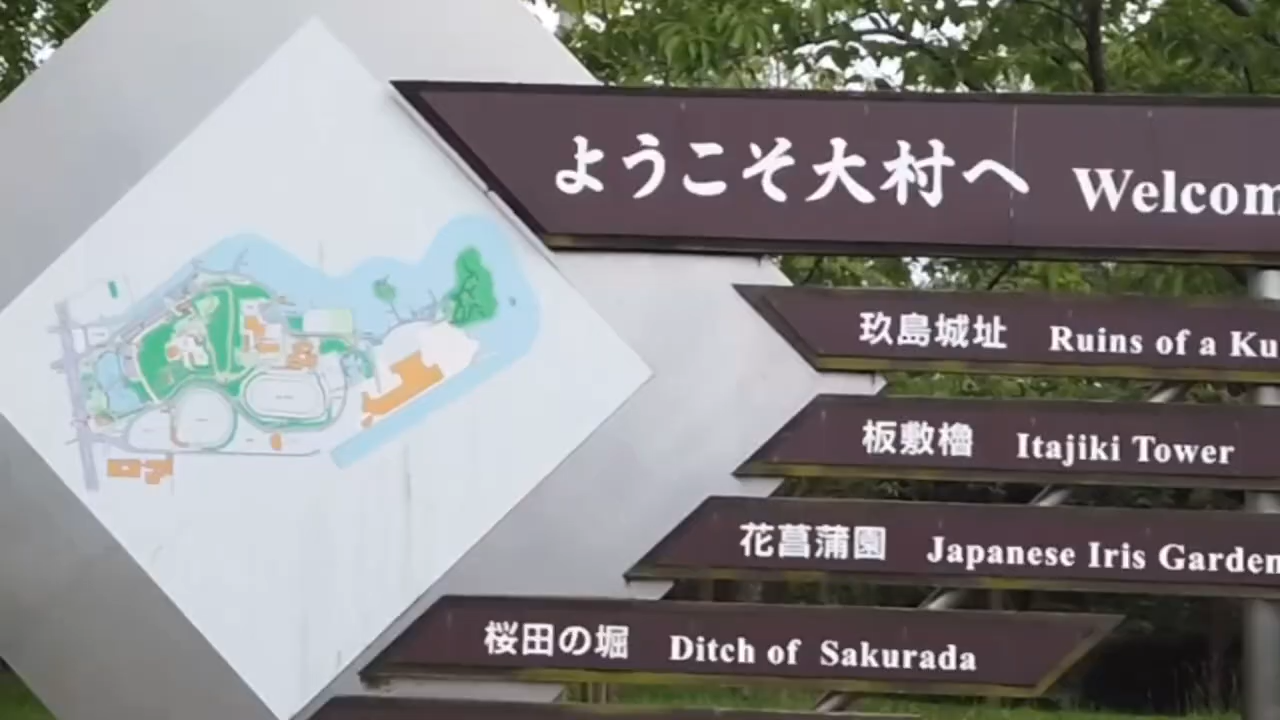 ようこそ大村へ Welcom
玖島城址 Ruins of a Ku
板敷櫓 Itajiki Tower
花菖蒲園 Japanese Iris Garden
桜田の堀 Ditch of Sakurada